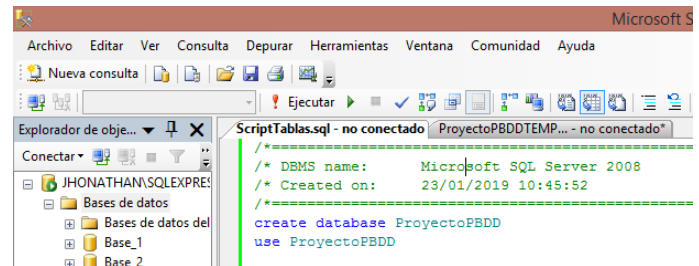 Microsoft S
Archivo Editar Ver Consulta Depurar Herramientas Ventana Comunidad Ayuda
Nueva consulta
Ejecutar
Explorador de obje...
ScriptTablas.sql - no conectado ProyectoPBDDTEMP... - no conectado*
Conectar
JHONATHAN\SQLEXPRES
Bases de datos
Bases de datos del
Base_1
Base_2
/*==========================================================
/* DBMS name: Microsoft SQL Server 2008
/* Created on: 23/01/2019 10:45:52
/*==========================================================
create database ProyectoPBDD
use ProyectoPBDD